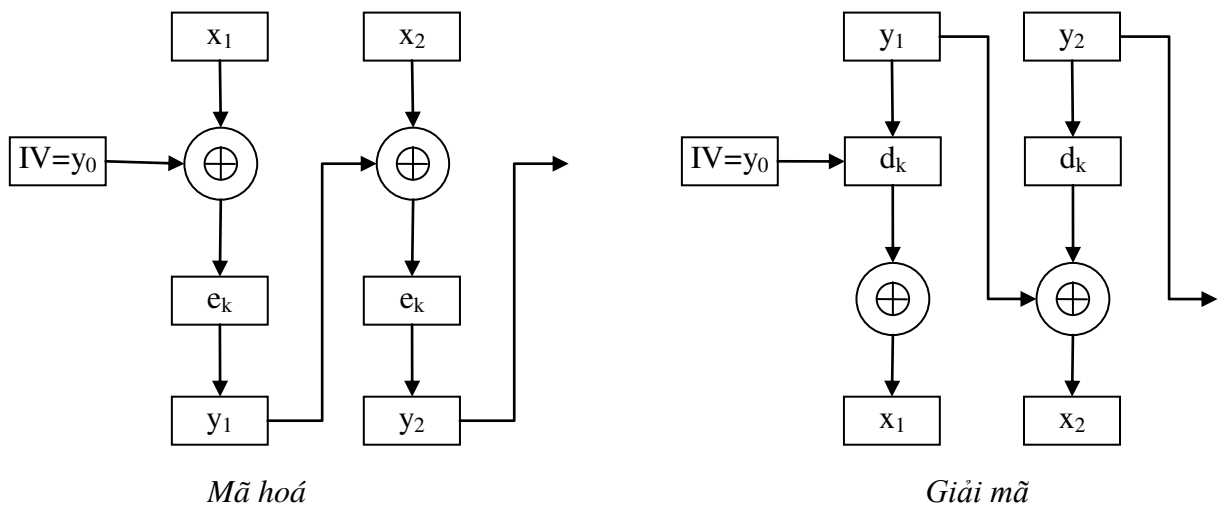 x₁ x₂ y₁ y₂
IV=y₀ IV=y₀ dₖ dₖ
eₖ eₖ
y₁ y₂ x₁ x₂
Mã hoá Giải mã